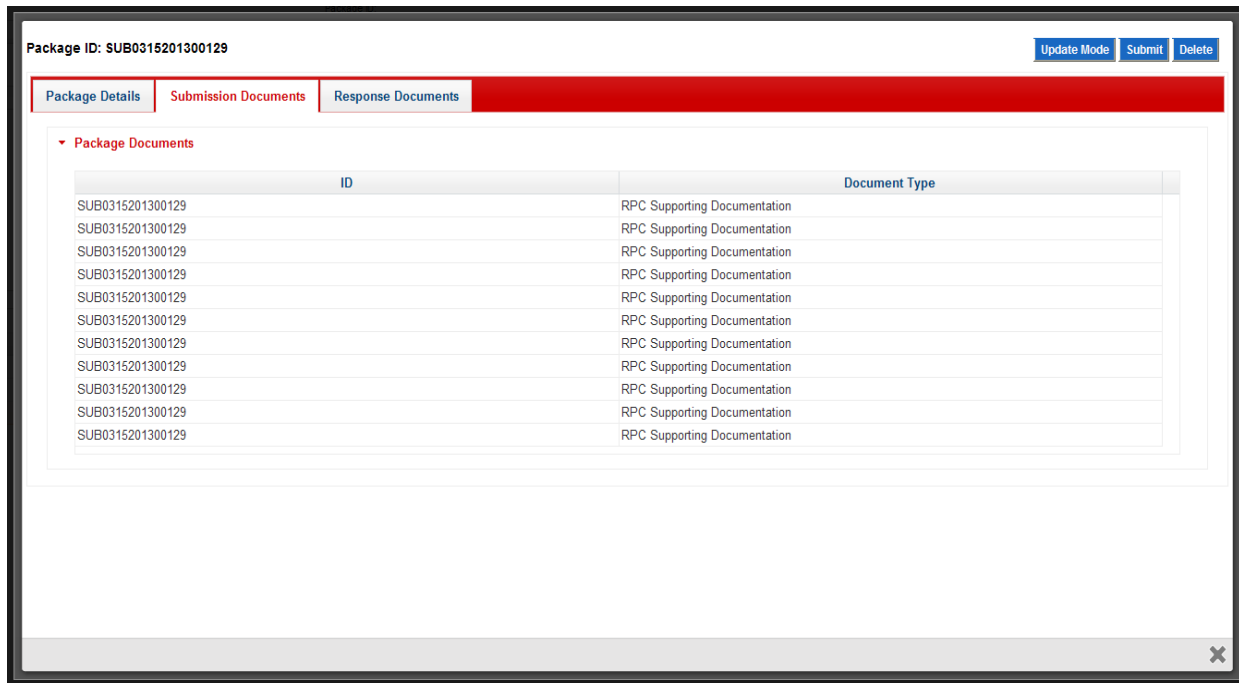 Package ID: SUB0315201300129
Update Mode Submit Delete
Package Details Submission Documents Response Documents
Package Documents
ID Document Type
SUB0315201300129 RPC Supporting Documentation
SUB0315201300129 RPC Supporting Documentation
SUB0315201300129 RPC Supporting Documentation
SUB0315201300129 RPC Supporting Documentation
SUB0315201300129 RPC Supporting Documentation
SUB0315201300129 RPC Supporting Documentation
SUB0315201300129 RPC Supporting Documentation
SUB0315201300129 RPC Supporting Documentation
SUB0315201300129 RPC Supporting Documentation
SUB0315201300129 RPC Supporting Documentation
SUB0315201300129 RPC Supporting Documentation